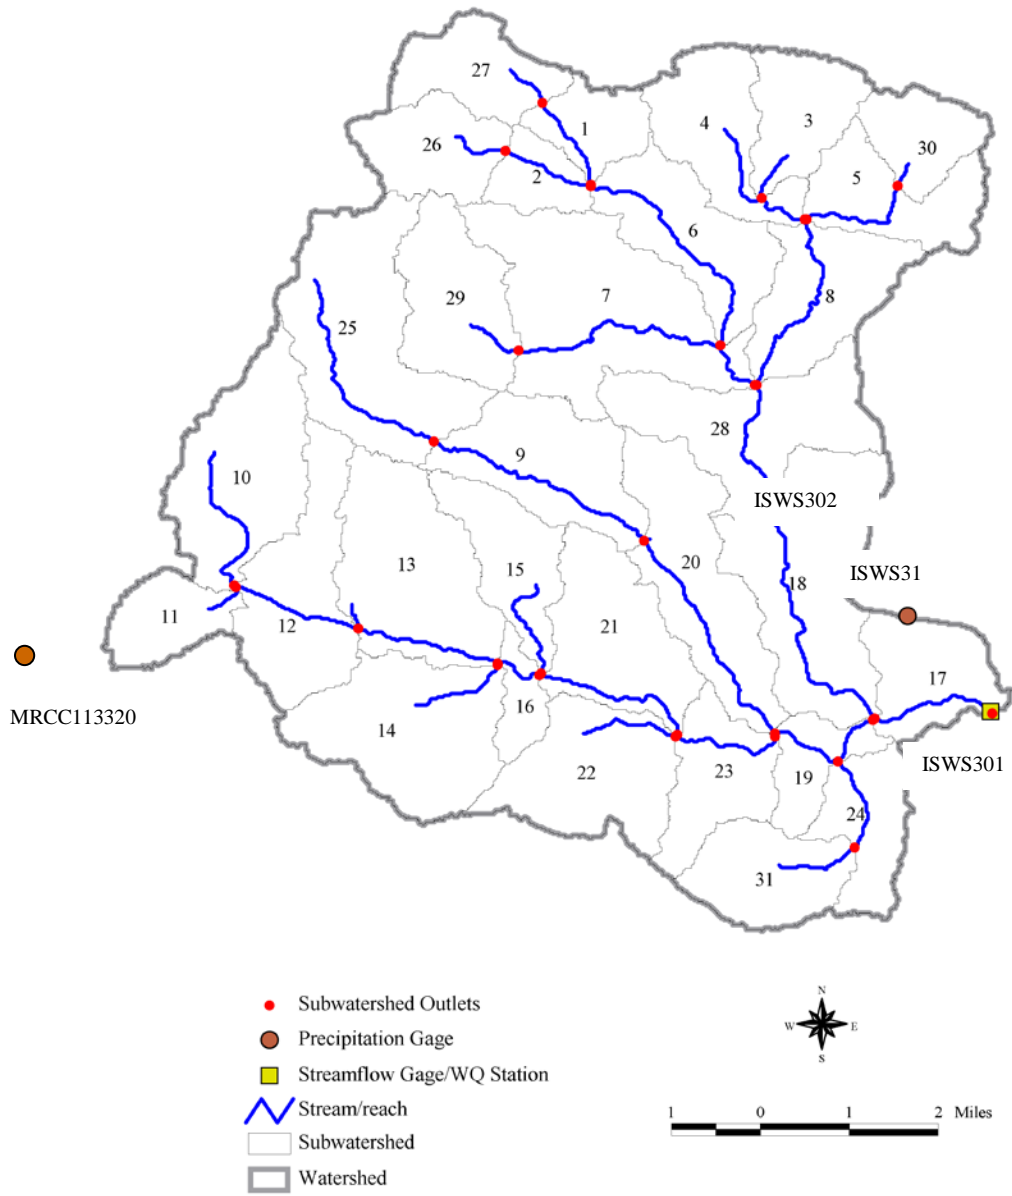 27
4
3
1
26
30
2
5
6
29
7
8
25
28
9
10
ISWS302
13
15
20
ISWS31
18
11
12
21
17
MRCC113320
16
14
22
23
19
ISWS301
24
31
Subwatershed Outlets
Precipitation Gage
Streamflow Gage/WQ Station
Stream/reach
Subwatershed
Watershed
N
W E
S
1 0 1 2 Miles